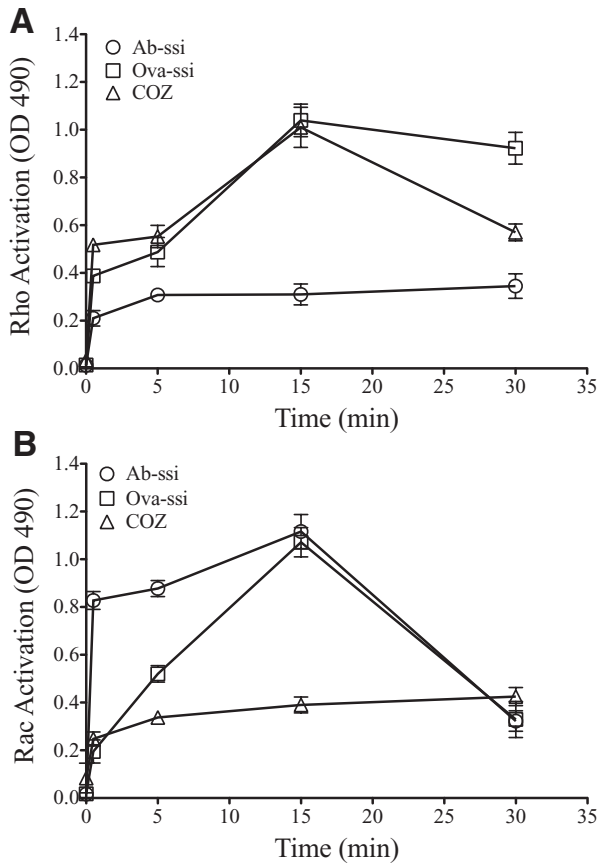 A
1.4
Ab-ssi
Ova-ssi
COZ
1.2
1.0
0.8
0.6
0.4
0.2
0.0
Rho Activation (OD 490)
0 5 10 15 20 25 30 35
Time (min)
B
1.4
Ab-ssi
Ova-ssi
COZ
1.2
1.0
0.8
0.6
0.4
0.2
0.0
Rac Activation (OD 490)
0 5 10 15 20 25 30 35
Time (min)